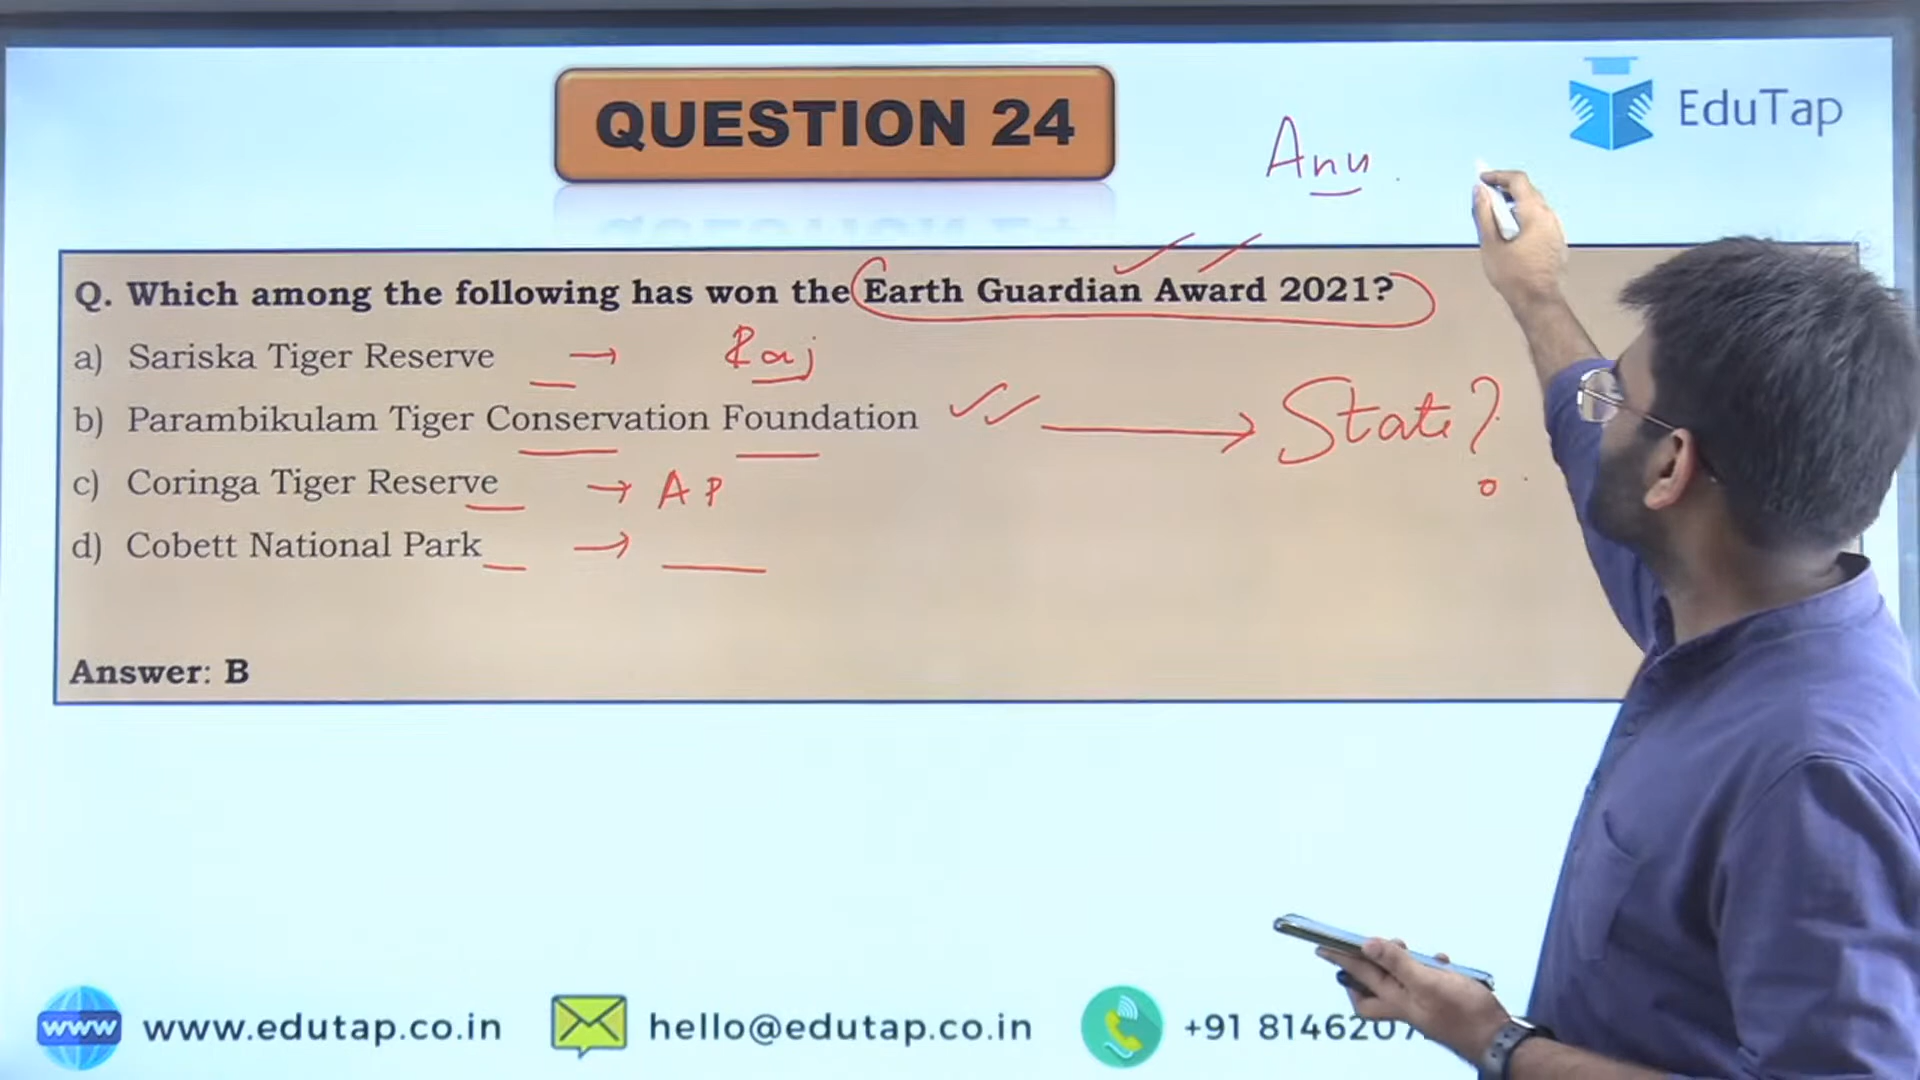 QUESTION 24
EduTap
Anu
Q. Which among the following has won the Earth Guardian Award 2021?
a) Sariska Tiger Reserve → Raj
b) Parambikulam Tiger Conservation Foundation → State?
c) Coringa Tiger Reserve → AP
d) Cobett National Park →
Answer: B
www www.edutap.co.in hello@edutap.co.in +91 8146207